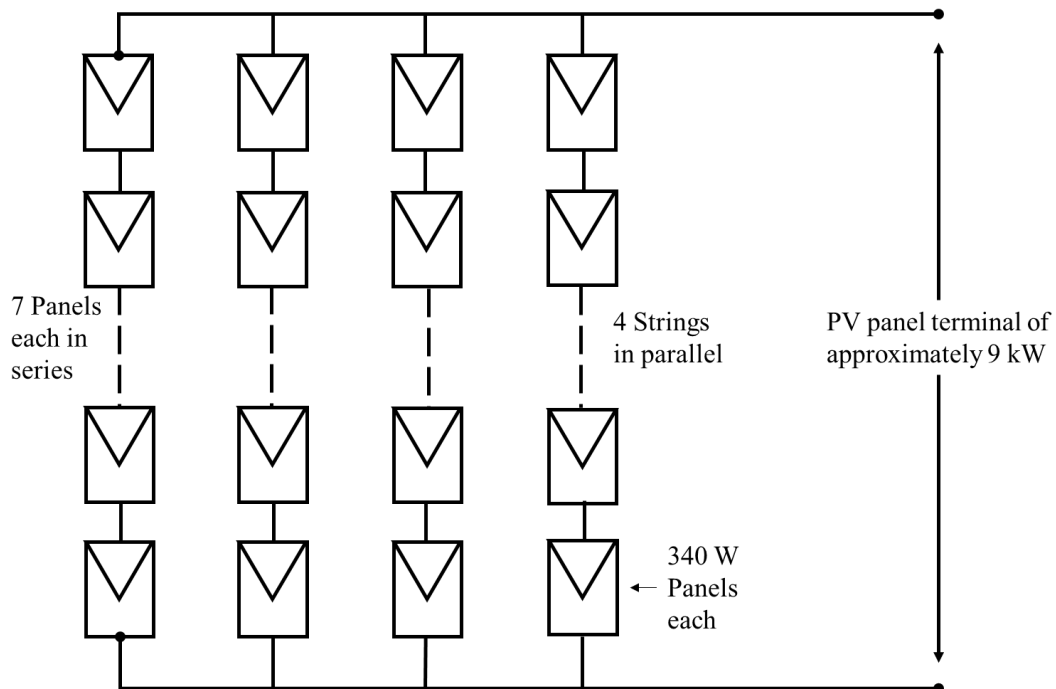 7 Panels
each in
series
4 Strings
in parallel
PV panel terminal of
approximately 9 kW
340 W
Panels
each